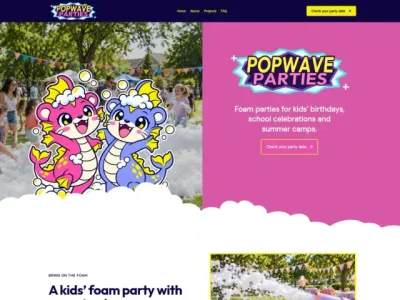 POPWAVE
PARTIES
Home About Projects FAQ
Check your party date
POPWAVE
PARTIES
Foam parties for kids' birthdays,
school celebrations and
summer camps.
Check your party date
BRING ON THE FOAM
A kids' foam party with